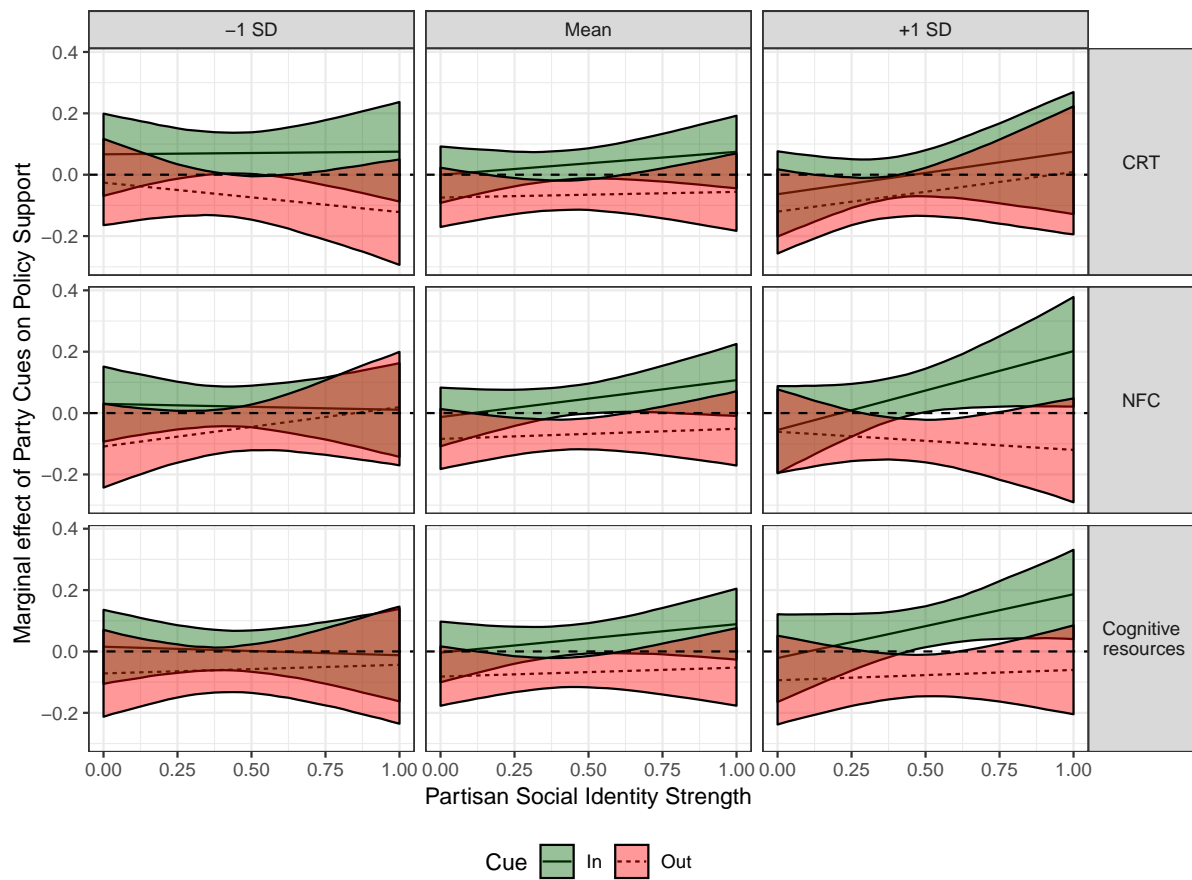 −1 SD
Mean
+1 SD
0.4
0.2
0.0
−0.2
CRT
0.4
0.2
0.0
−0.2
NFC
0.4
0.2
0.0
−0.2
Cognitive
resources
0.00 0.25 0.50 0.75 1.00
0.00 0.25 0.50 0.75 1.00
0.00 0.25 0.50 0.75 1.00
Marginal effect of Party Cues on Policy Support
Partisan Social Identity Strength
Cue In Out